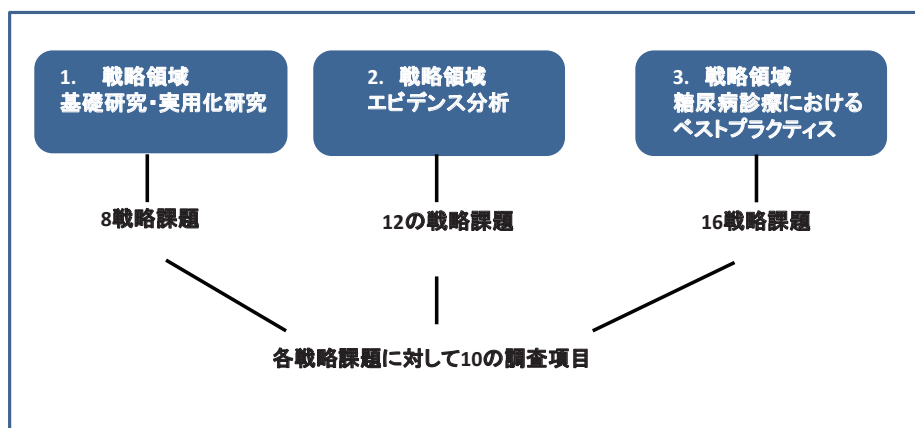 1. 戦略領域
基礎研究・実用化研究
2. 戦略領域
エビデンス分析
3. 戦略領域
糖尿病診療における
ベストプラクティス
8戦略課題
12の戦略課題
16戦略課題
各戦略課題に対して10の調査項目